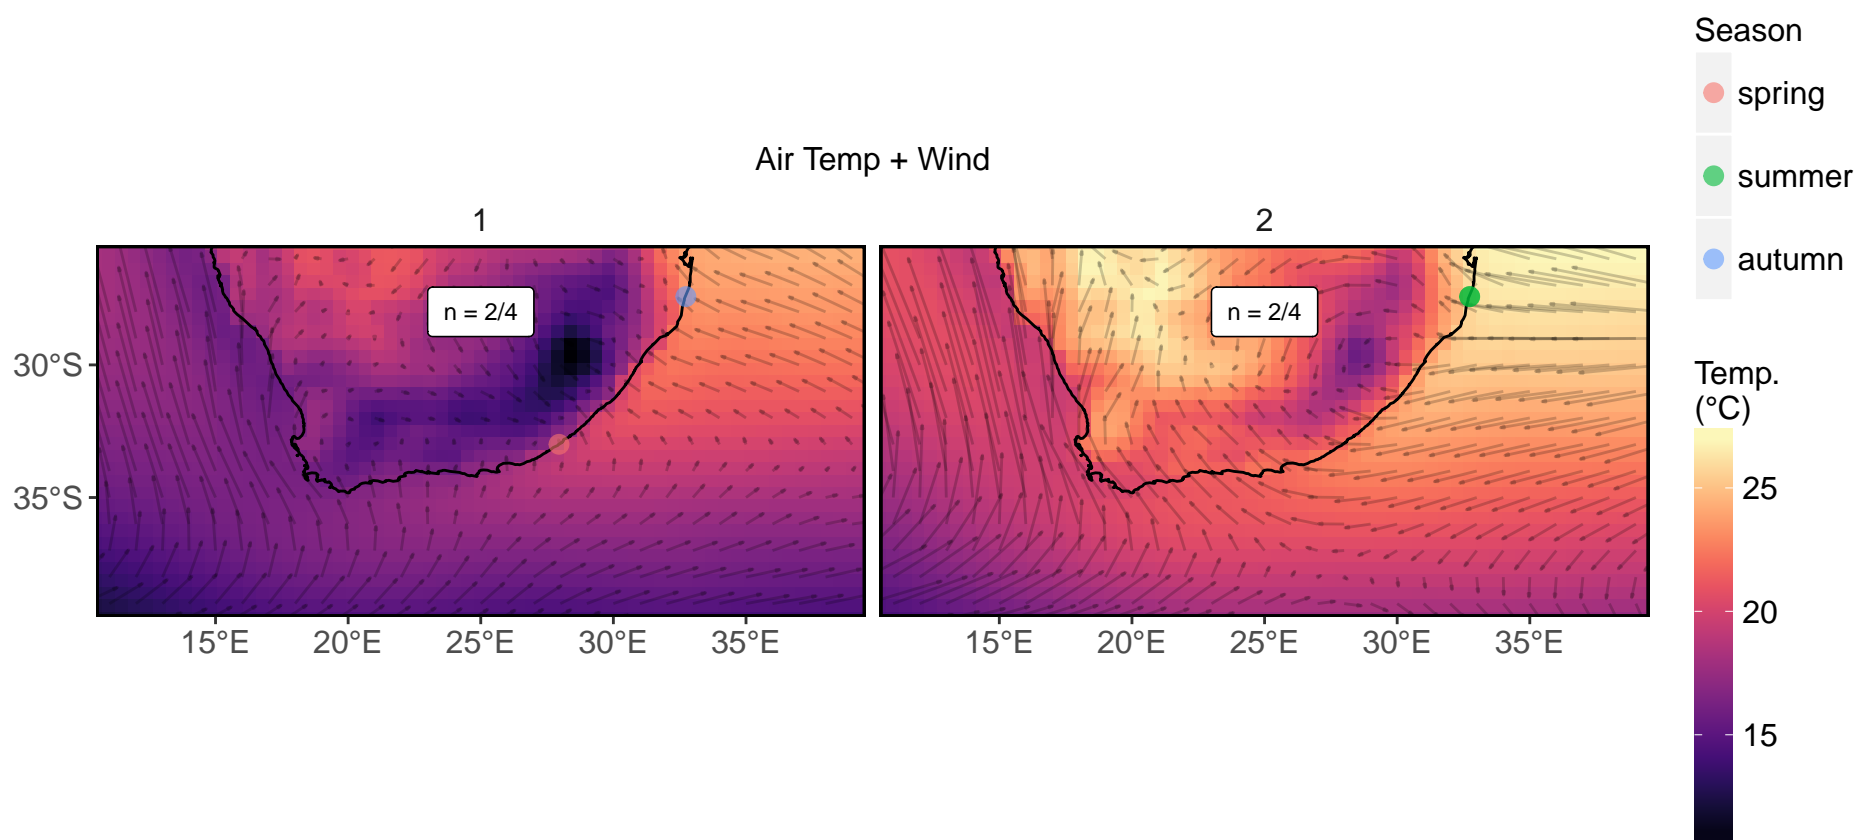 Air Temp + Wind
1
2
n = 2/4
n = 2/4
30°S
35°S
15°E 20°E 25°E 30°E 35°E
15°E 20°E 25°E 30°E 35°E
Season
spring
summer
autumn
Temp.
(°C)
25
20
15